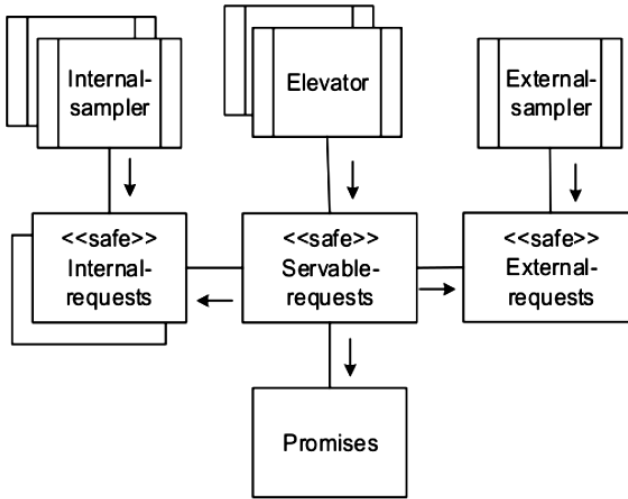 Internal-
sampler
Elevator
External-
sampler
<<safe>>
Internal-
requests
<<safe>>
Servable-
requests
<<safe>>
External-
requests
Promises